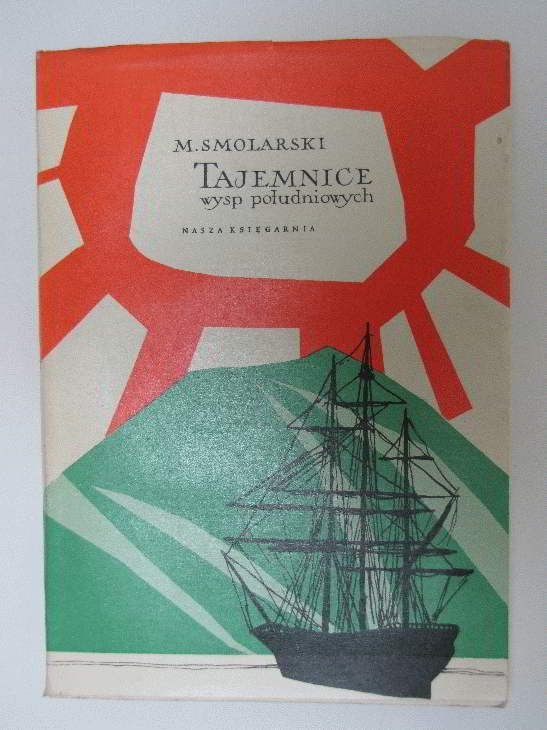 M. SMOLARSKI
TAJEMNICE
wysp południowych
NASZA KSIĘGARNIA